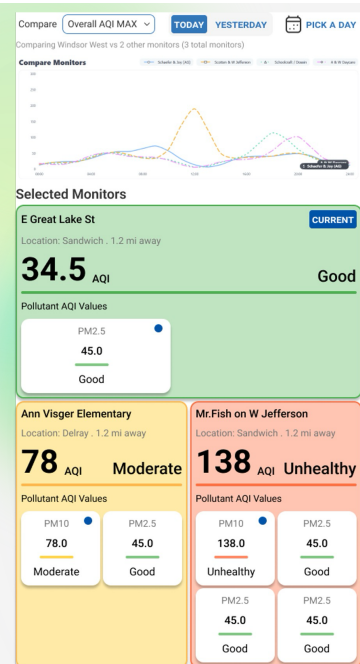 Compare Overall AQI MAX TODAY YESTERDAY PICK A DAY
Comparing Windsor West vs 2 other monitors (3 total monitors)
Compare Monitors
Selected Monitors
E Great Lake St CURRENT
Location: Sandwich . 1.2 mi away
34.5 AQI Good
Pollutant AQI Values
PM2.5
45.0
Good
Ann Visger Elementary
Location: Delray . 1.2 mi away
78 AQI Moderate
Pollutant AQI Values
PM10 PM2.5
78.0 45.0
Moderate Good
Mr.Fish on W Jefferson
Location: Sandwich . 1.2 mi away
138 AQI Unhealthy
Pollutant AQI Values
PM10 PM2.5
138.0 45.0
Unhealthy Good
PM2.5 PM2.5
45.0 45.0
Good Good